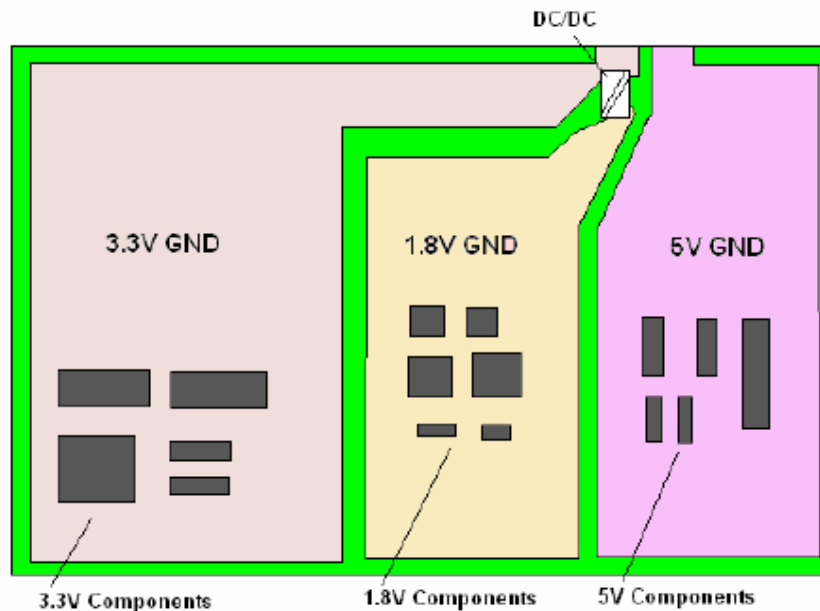 DC/DC
3.3V GND
1.8V GND
5V GND
3.3V Components
1.8V Components
5V Components